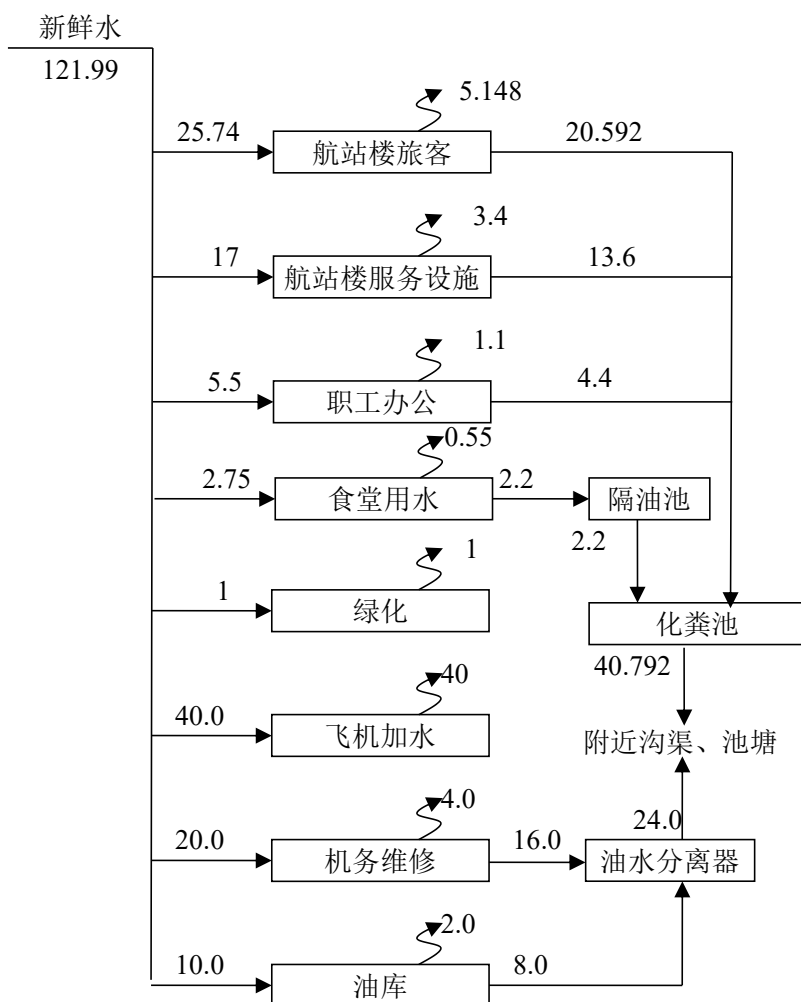 新鲜水
121.99
5.148
25.74
航站楼旅客
20.592
3.4
17
航站楼服务设施
13.6
1.1
5.5
职工办公
4.4
0.55
2.75
食堂用水
2.2
隔油池
2.2
1
1
绿化
化粪池
40.792
40
40.0
飞机加水
附近沟渠、池塘
4.0
24.0
20.0
机务维修
16.0
油水分离器
2.0
10.0
油库
8.0